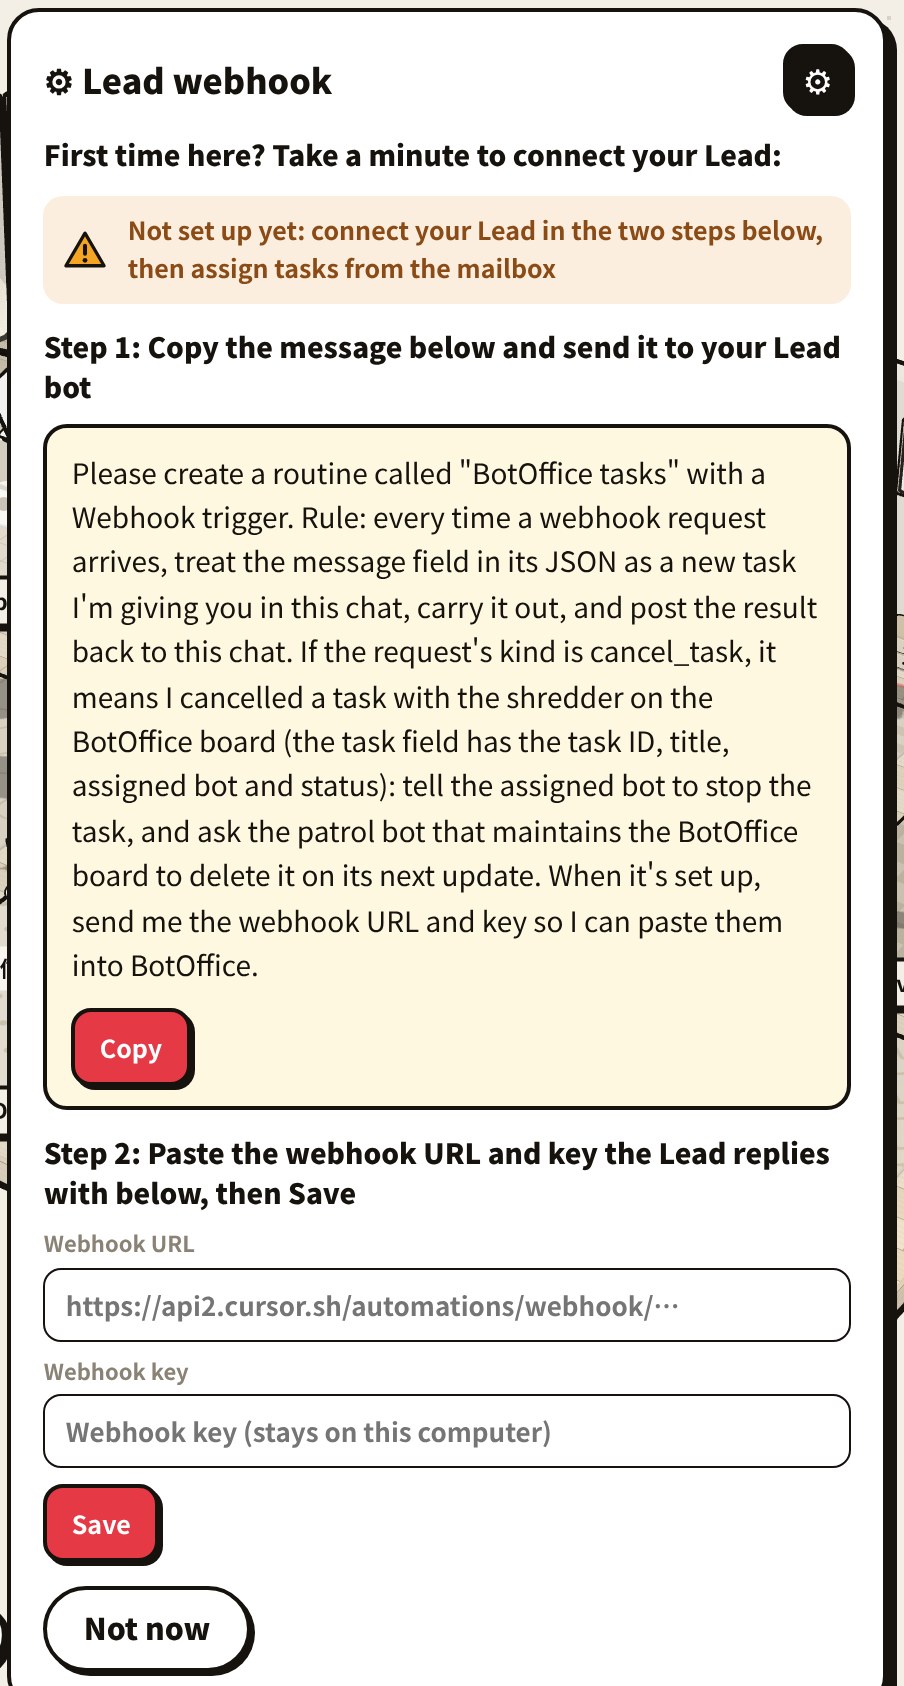 ⚙ Lead webhook
First time here? Take a minute to connect your Lead:
Not set up yet: connect your Lead in the two steps below,
then assign tasks from the mailbox
Step 1: Copy the message below and send it to your Lead
bot
Please create a routine called "BotOffice tasks" with a
Webhook trigger. Rule: every time a webhook request
arrives, treat the message field in its JSON as a new task
I'm giving you in this chat, carry it out, and post the result
back to this chat. If the request's kind is cancel_task, it
means I cancelled a task with the shredder on the
BotOffice board (the task field has the task ID, title,
assigned bot and status): tell the assigned bot to stop the
task, and ask the patrol bot that maintains the BotOffice
board to delete it on its next update. When it's set up,
send me the webhook URL and key so I can paste them
into BotOffice.
Copy
Step 2: Paste the webhook URL and key the Lead replies
with below, then Save
Webhook URL
https://api2.cursor.sh/automations/webhook/⋯
Webhook key
Webhook key (stays on this computer)
Save
Not now